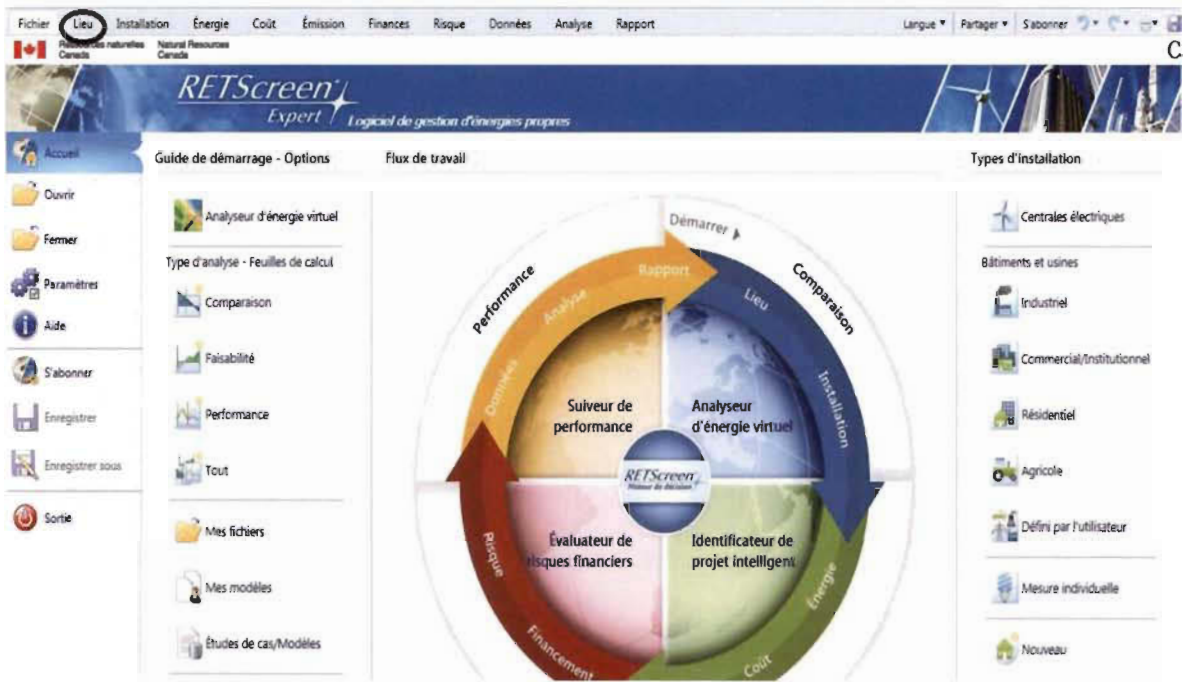 Fichier Lieu Installation Énergie Coût Émission Finances Risque Données Analyse Rapport Langue Partager S'abonner
Ressources naturelles Canada
Natural Resources Canada
C
RETScreen
Expert
Logiciel de gestion d'énergies propres
Accueil
Ouvrir
Fermer
Paramètres
Aide
S'abonner
Enregistrer
Enregistrer sous
Sortie
Guide de démarrage - Options
Analyseur d'énergie virtuel
Type d'analyse - Feuilles de calcul
Comparaison
Faisabilité
Performance
Tout
Mes fichiers
Mes modèles
Études de cas/Modèles
Flux de travail
Démarrer
Performance
Comparaison
Rapport
Lieu
Analyse
Installation
Données
Suiveur de
performance
Analyseur
d'énergie virtuel
RETScreen
Évaluateur de
risques financiers
Identificateur de
projet intelligent
Risque
Énergie
Financement
Coût
Types d'installation
Centrales électriques
Bâtiments et usines
Industriel
Commercial/Institutionnel
Résidentiel
Agricole
Défini par l'utilisateur
Mesure individuelle
Nouveau